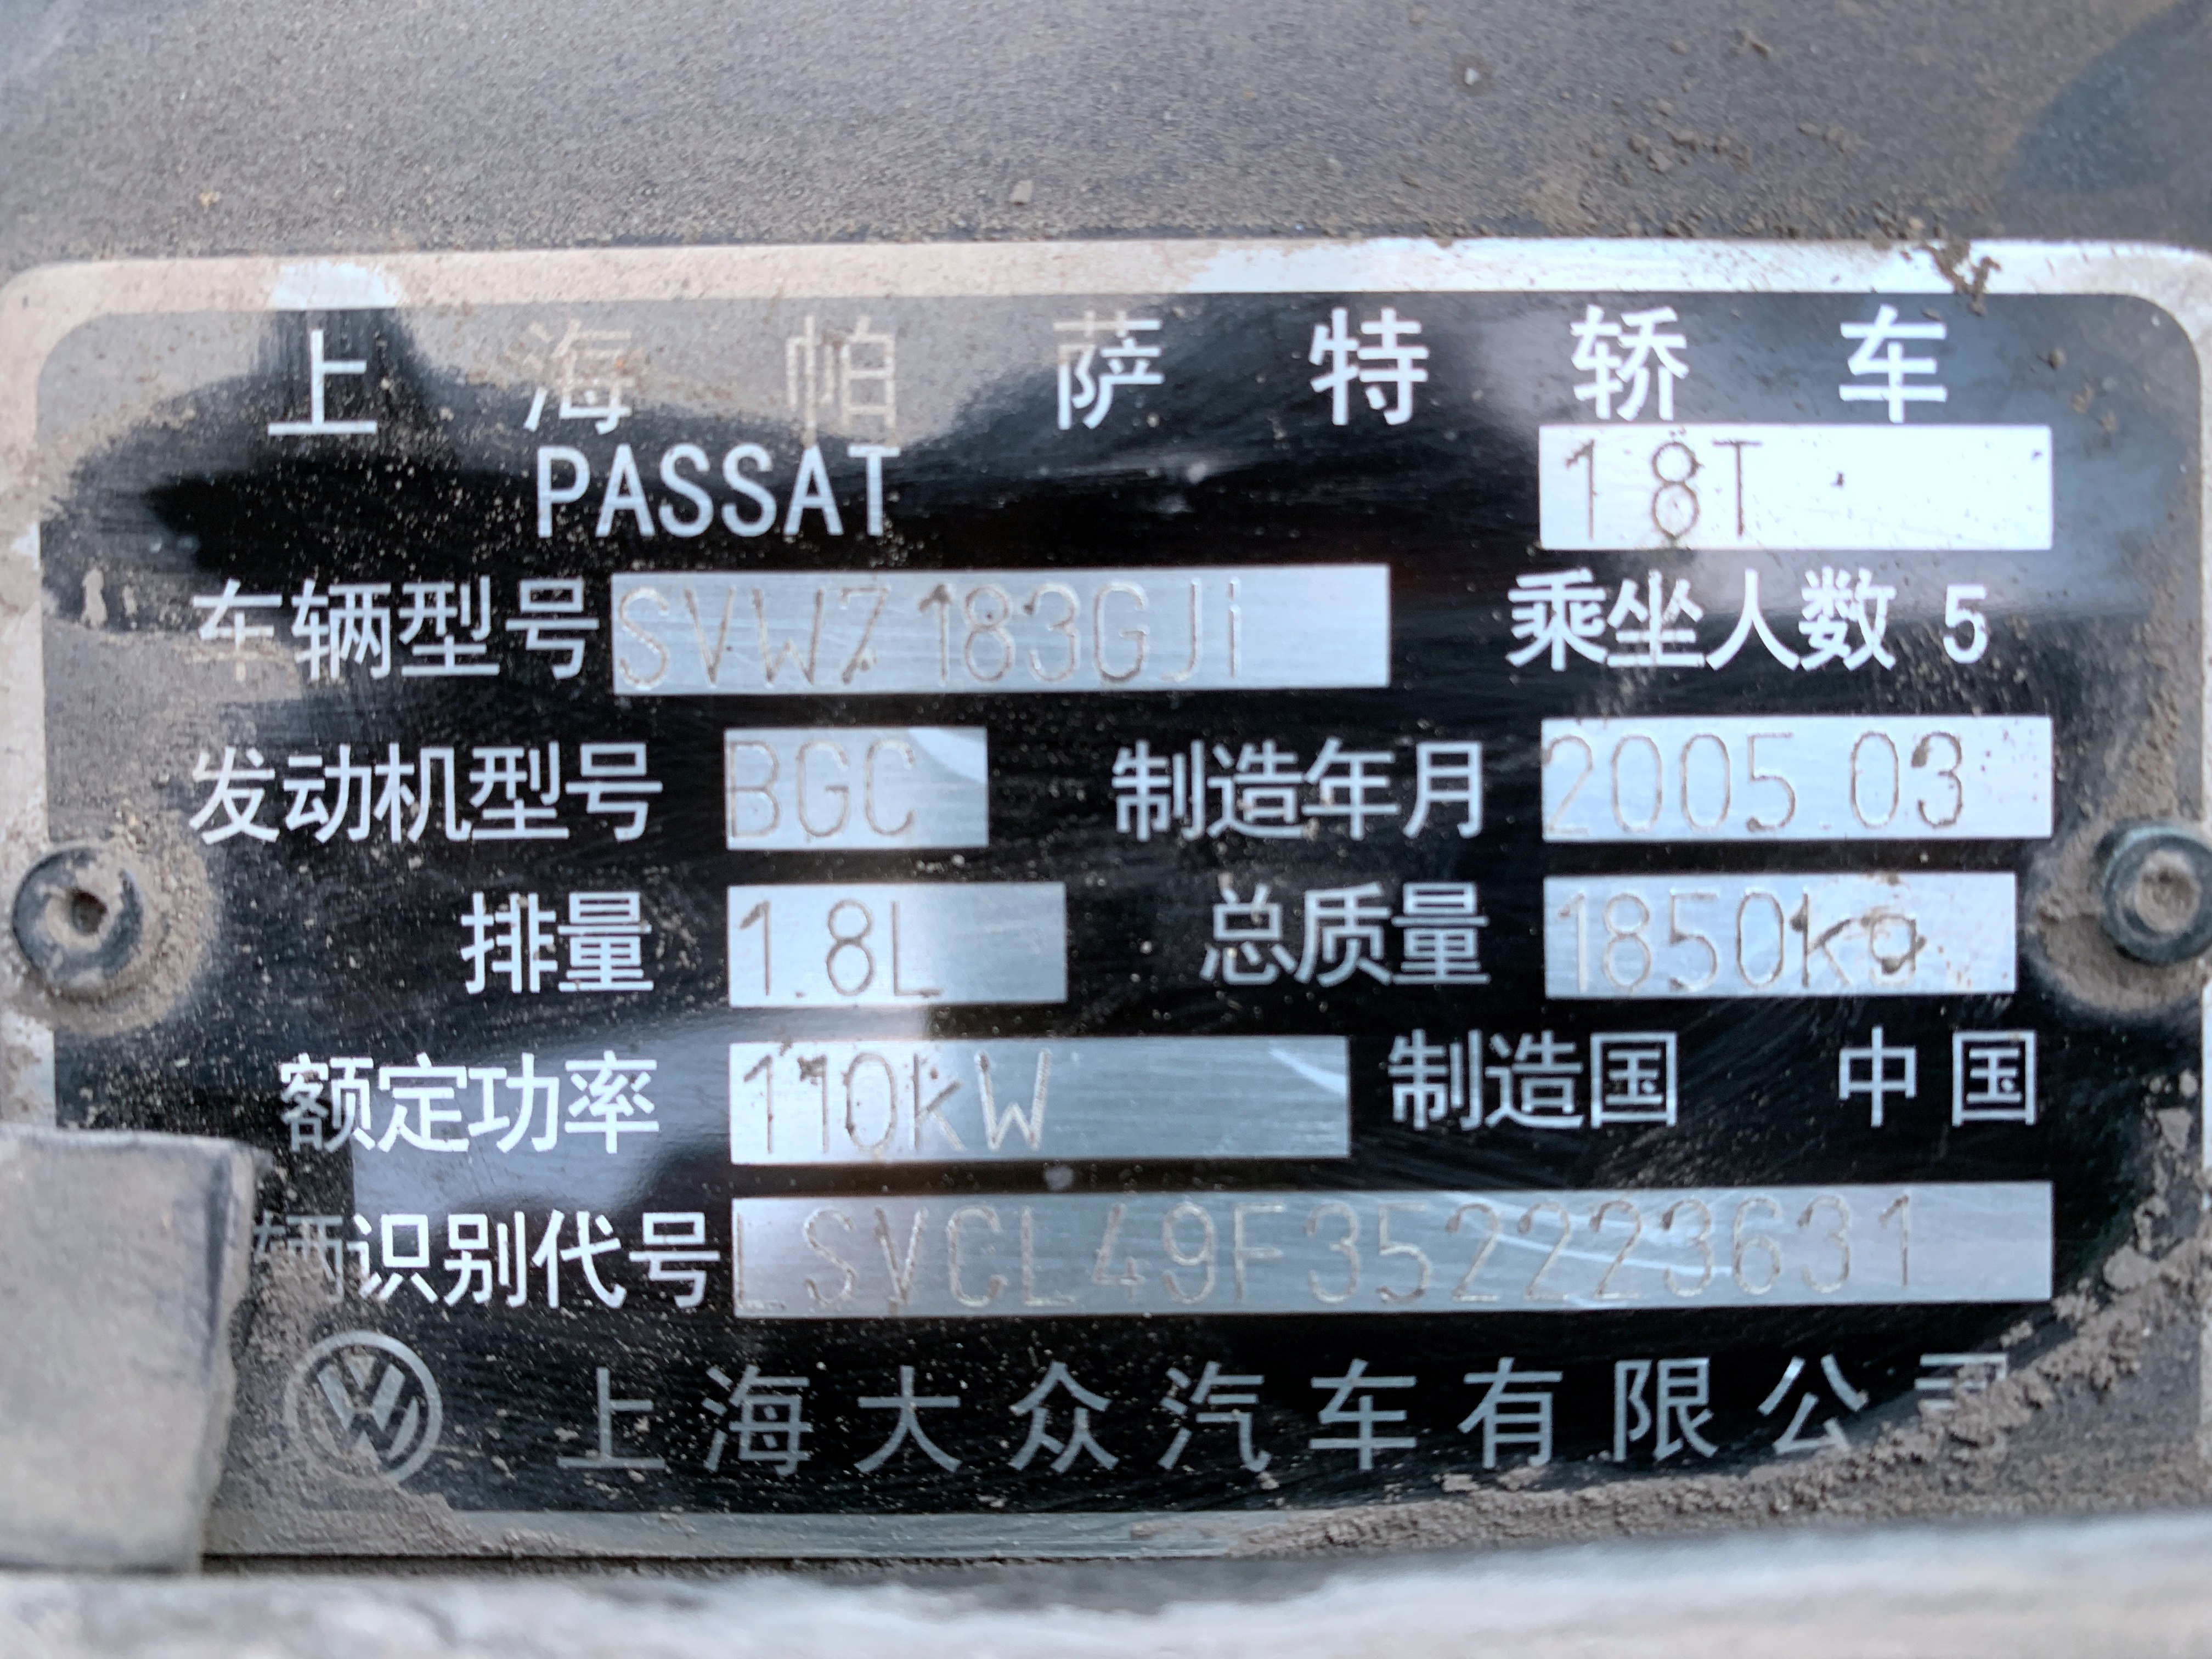 上海帕萨特轿车
PASSAT 1.8T
车辆型号 SVW7183GJi 乘坐人数 5
发动机型号 BGC 制造年月 2005.03
排量 1.8L 总质量 1850kg
额定功率 110kW 制造国 中国
辆识别代号 LSVCL49F352223631
上海大众汽车有限公司